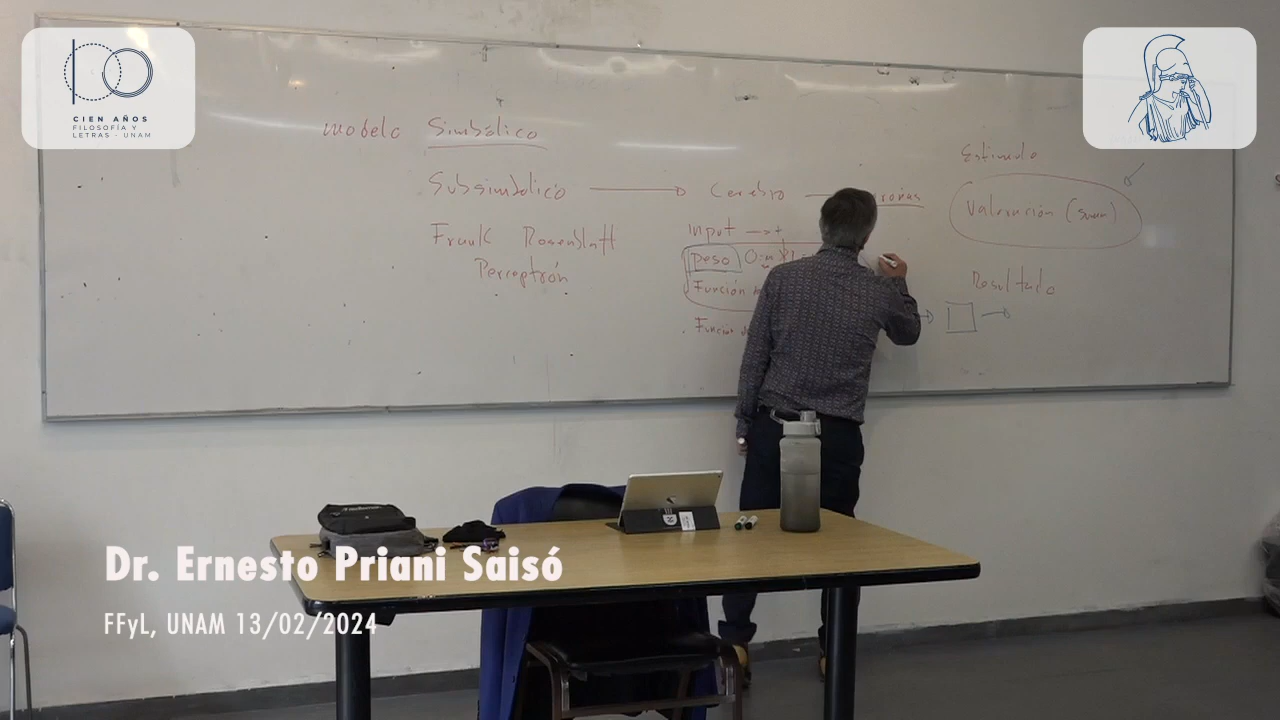 CIEN AÑOS
FILOSOFÍA Y
LETRAS - UNAM
modelo Simbólico
Subsimbólico Cerebro
Frank Rosenblatt
Perceptrón
input
peso
Función
Función
Estimulo
Valoración (suma)
Resultado
Dr. Ernesto Priani Saisó
FFyL, UNAM 13/02/2024